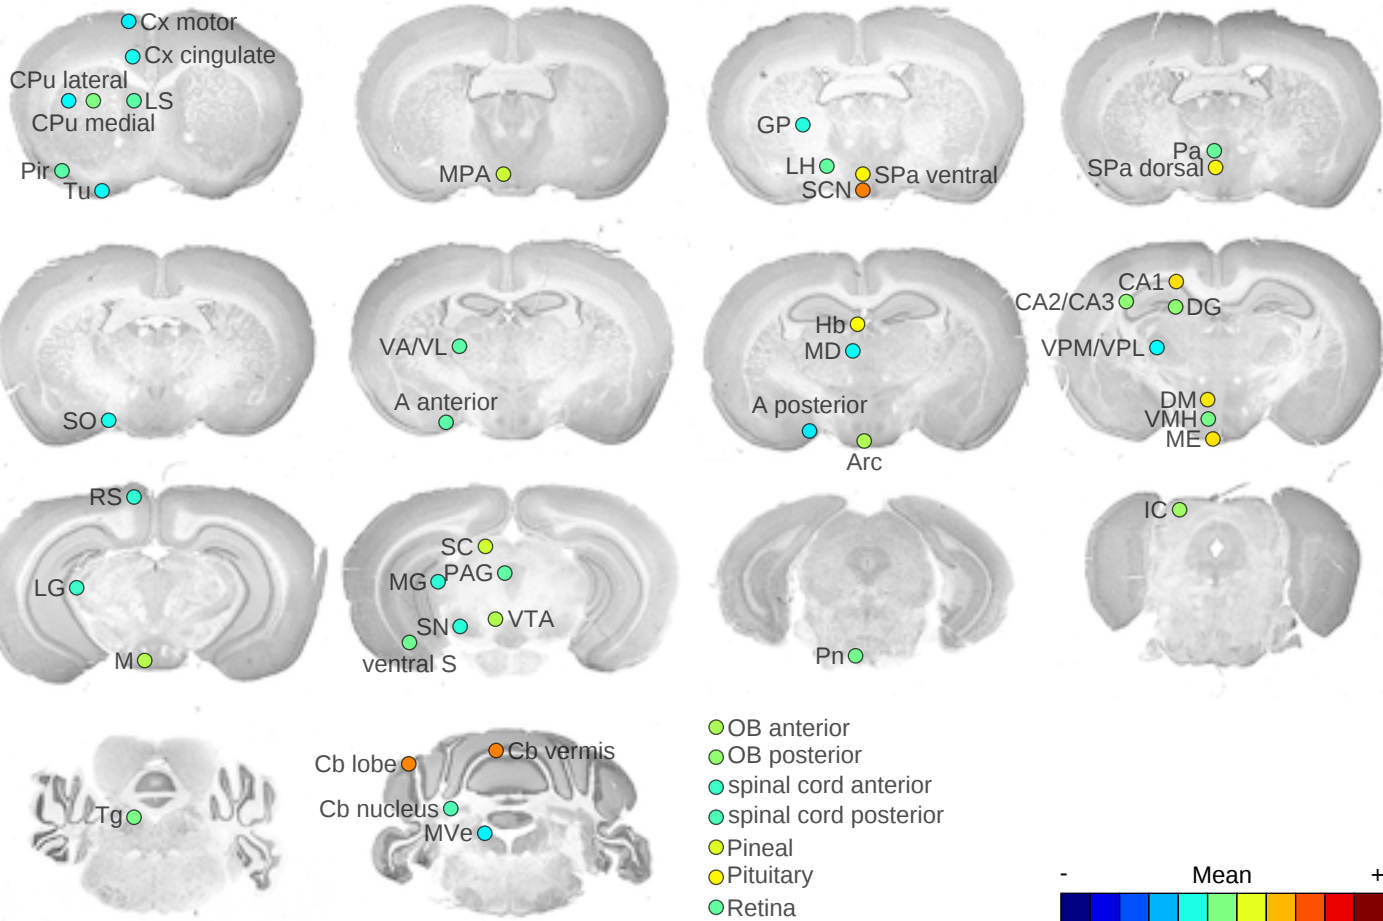 Cx motor
Cx cingulate
CPu lateral
LS
CPu medial
Pir
Tu
MPA
GP
LH
SPa ventral
SCN
Pa
SPa dorsal
SO
VA/VL
A anterior
Hb
MD
A posterior
Arc
CA1
CA2/CA3
DG
VPM/VPL
DM
VMH
ME
RS
LG
M
SC
PAG
MG
VTA
SN
ventral S
Pn
IC
Tg
Cb lobe
Cb vermis
Cb nucleus
MVe
OB anterior
OB posterior
spinal cord anterior
spinal cord posterior
Pineal
Pituitary
Retina
- Mean +